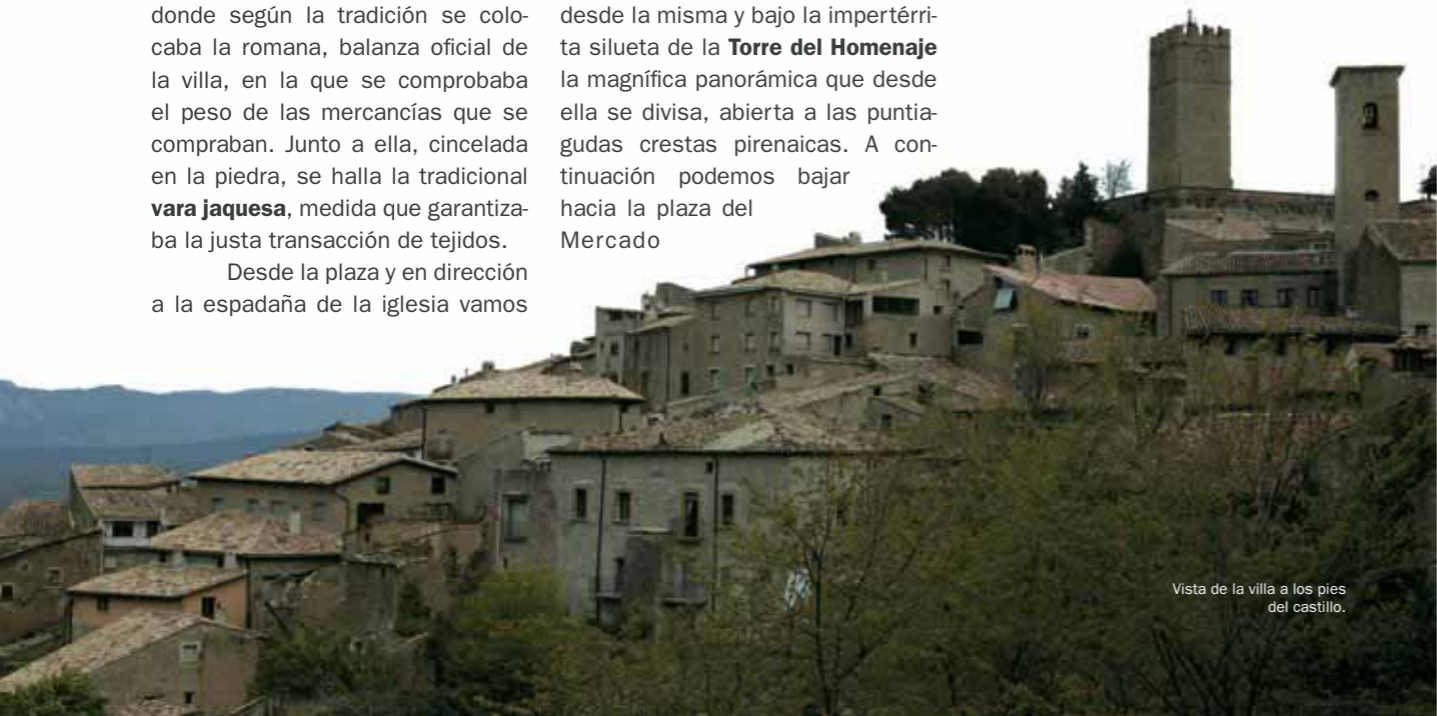 donde según la tradición se colo-
caba la romana, balanza oficial de
la villa, en la que se comprobaba
el peso de las mercancías que se
compraban. Junto a ella, cincelada
en la piedra, se halla la tradicional
vara jaquesa, medida que garantiza-
ba la justa transacción de tejidos.
Desde la plaza y en dirección
a la espadaña de la iglesia vamos
desde la misma y bajo la impertérri-
ta silueta de la Torre del Homenaje
la magnífica panorámica que desde
ella se divisa, abierta a las puntia-
gudas crestas pirenaicas. A con-
tinuación podemos bajar
hacia la plaza del
Mercado
Vista de la villa a los pies
del castillo.